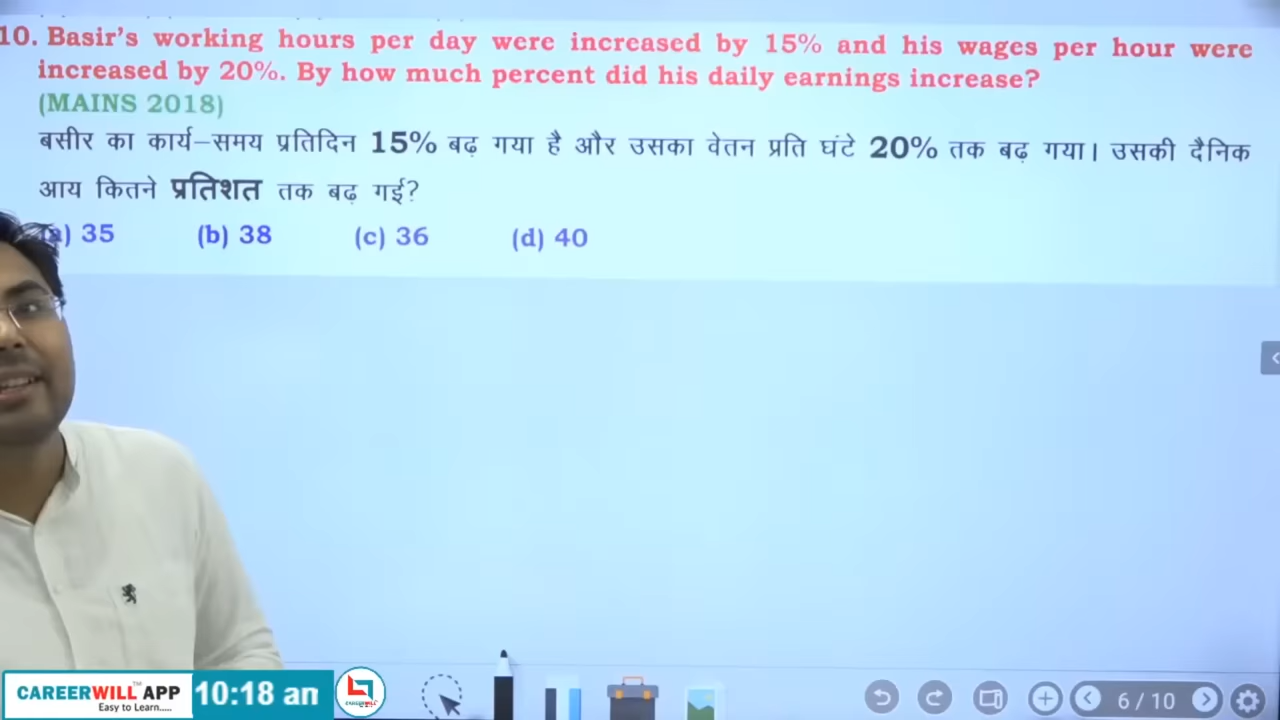 10. Basir's working hours per day were increased by 15% and his wages per hour were
increased by 20%. By how much percent did his daily earnings increase?
(MAINS 2018)
बसीर का कार्य–समय प्रतिदिन 15% बढ़ गया है और उसका वेतन प्रति घंटे 20% तक बढ़ गया। उसकी दैनिक
आय कितने प्रतिशत तक बढ़ गई?
(a) 35 (b) 38 (c) 36 (d) 40
CAREERWILL™ APP
Easy to Learn.....
10:18 an
CAREERWILL
6 / 10